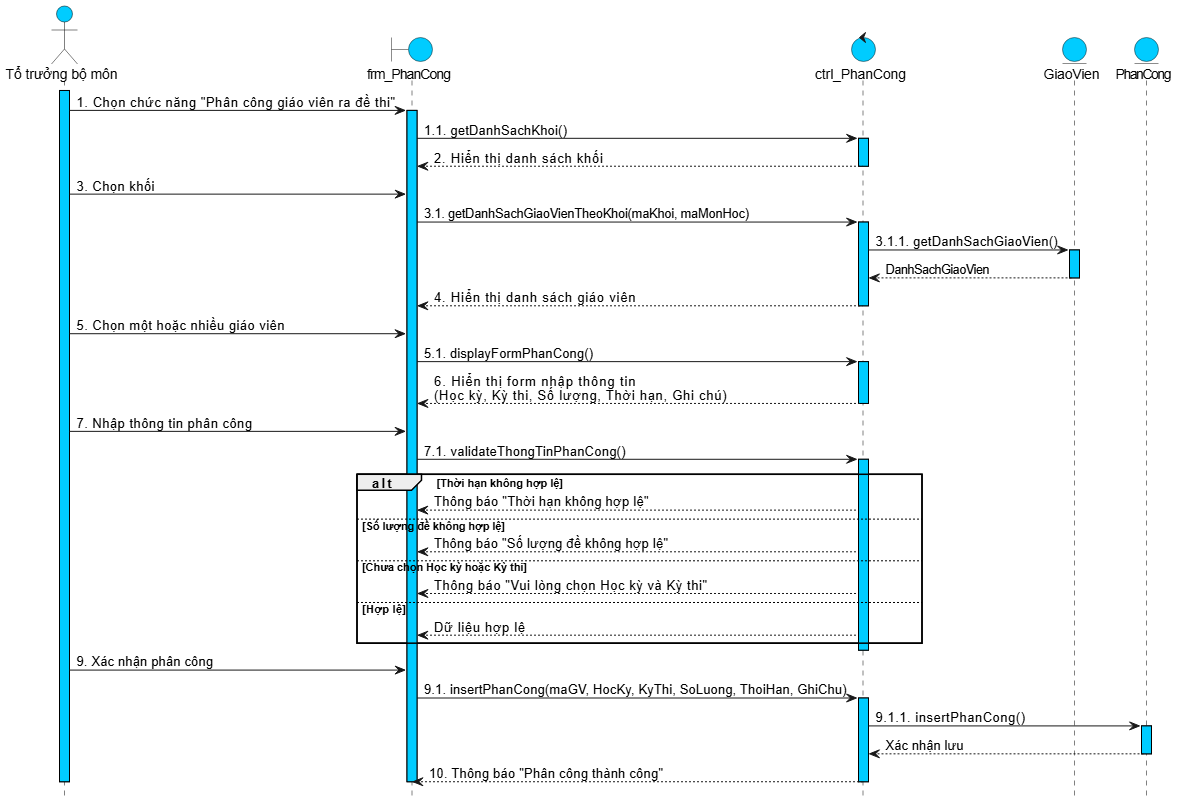 Tổ trưởng bộ môn
frm_PhanCong
ctrl_PhanCong
GiaoVien
PhanCong
1. Chọn chức năng "Phân công giáo viên ra đề thi"
1.1. getDanhSachKhoi()
2. Hiển thị danh sách khối
3. Chọn khối
3.1. getDanhSachGiaoVienTheoKhoi(maKhoi, maMonHoc)
3.1.1. getDanhSachGiaoVien()
DanhSachGiaoVien
4. Hiển thị danh sách giáo viên
5. Chọn một hoặc nhiều giáo viên
5.1. displayFormPhanCong()
6. Hiển thị form nhập thông tin
(Học kỳ, Kỳ thi, Số lượng, Thời hạn, Ghi chú)
7. Nhập thông tin phân công
7.1. validateThongTinPhanCong()
alt
[Thời hạn không hợp lệ]
Thông báo "Thời hạn không hợp lệ"
[Số lượng đề không hợp lệ]
Thông báo "Số lượng đề không hợp lệ"
[Chưa chọn Học kỳ hoặc Kỳ thi]
Thông báo "Vui lòng chọn Học kỳ và Kỳ thi"
[Hợp lệ]
Dữ liệu hợp lệ
9. Xác nhận phân công
9.1. insertPhanCong(maGV, HocKy, KyThi, SoLuong, ThoiHan, GhiChu)
9.1.1. insertPhanCong()
Xác nhận lưu
10. Thông báo "Phân công thành công"